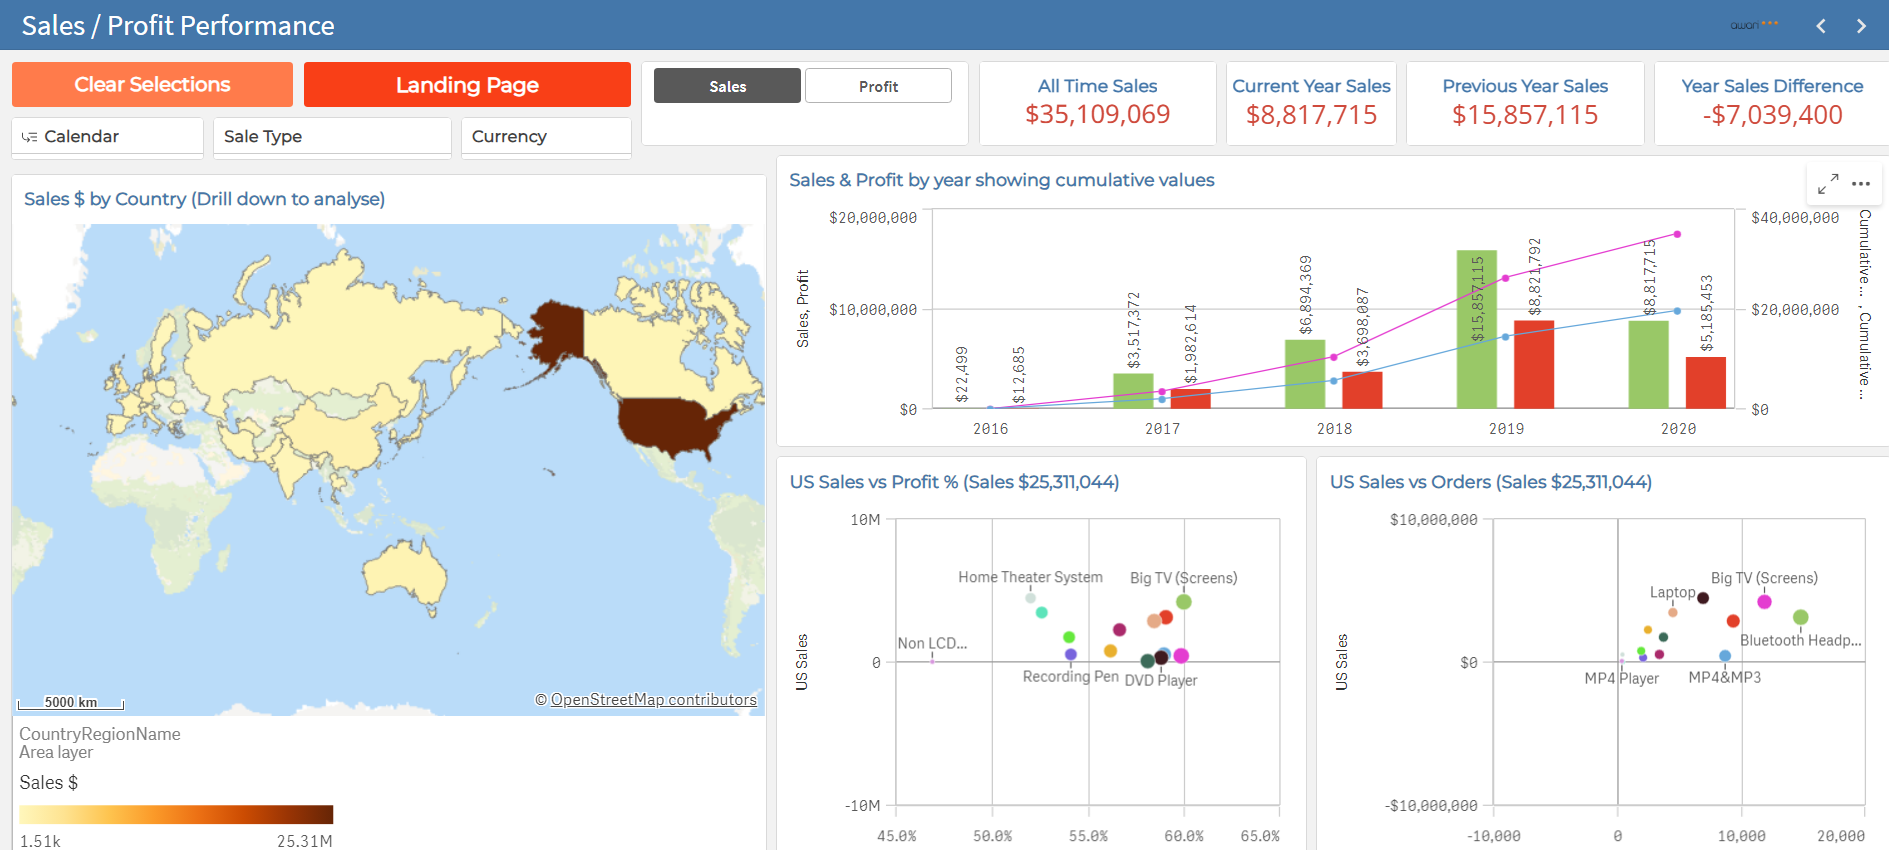 Sales / Profit Performance
awari
Clear Selections
Landing Page
Sales
Profit
All Time Sales
$35,109,069
Current Year Sales
$8,817,715
Previous Year Sales
$15,857,115
Year Sales Difference
-$7,039,400
Calendar
Sale Type
Currency
Sales $ by Country (Drill down to analyse)
5000 km
© OpenStreetMap contributors
CountryRegionName
Area layer
Sales $
1.51k
25.31M
Sales & Profit by year showing cumulative values
Sales, Profit
$20,000,000
$10,000,000
$0
$22,499
$12,685
$3,517,372
$1,982,614
$6,894,369
$3,698,087
$15,857,115
$8,821,792
$8,817,715
$5,185,453
2016
2017
2018
2019
2020
$40,000,000
$20,000,000
$0
Cumulative... , Cumulative...
US Sales vs Profit % (Sales $25,311,044)
US Sales
10M
0
-10M
Home Theater System
Big TV (Screens)
Non LCD...
Recording Pen
DVD Player
45.0%
50.0%
55.0%
60.0%
65.0%
US Sales vs Orders (Sales $25,311,044)
US Sales
$10,000,000
$0
-$10,000,000
Big TV (Screens)
Laptop
Bluetooth Headp...
MP4 Player
MP4&MP3
-10,000
0
10,000
20,000